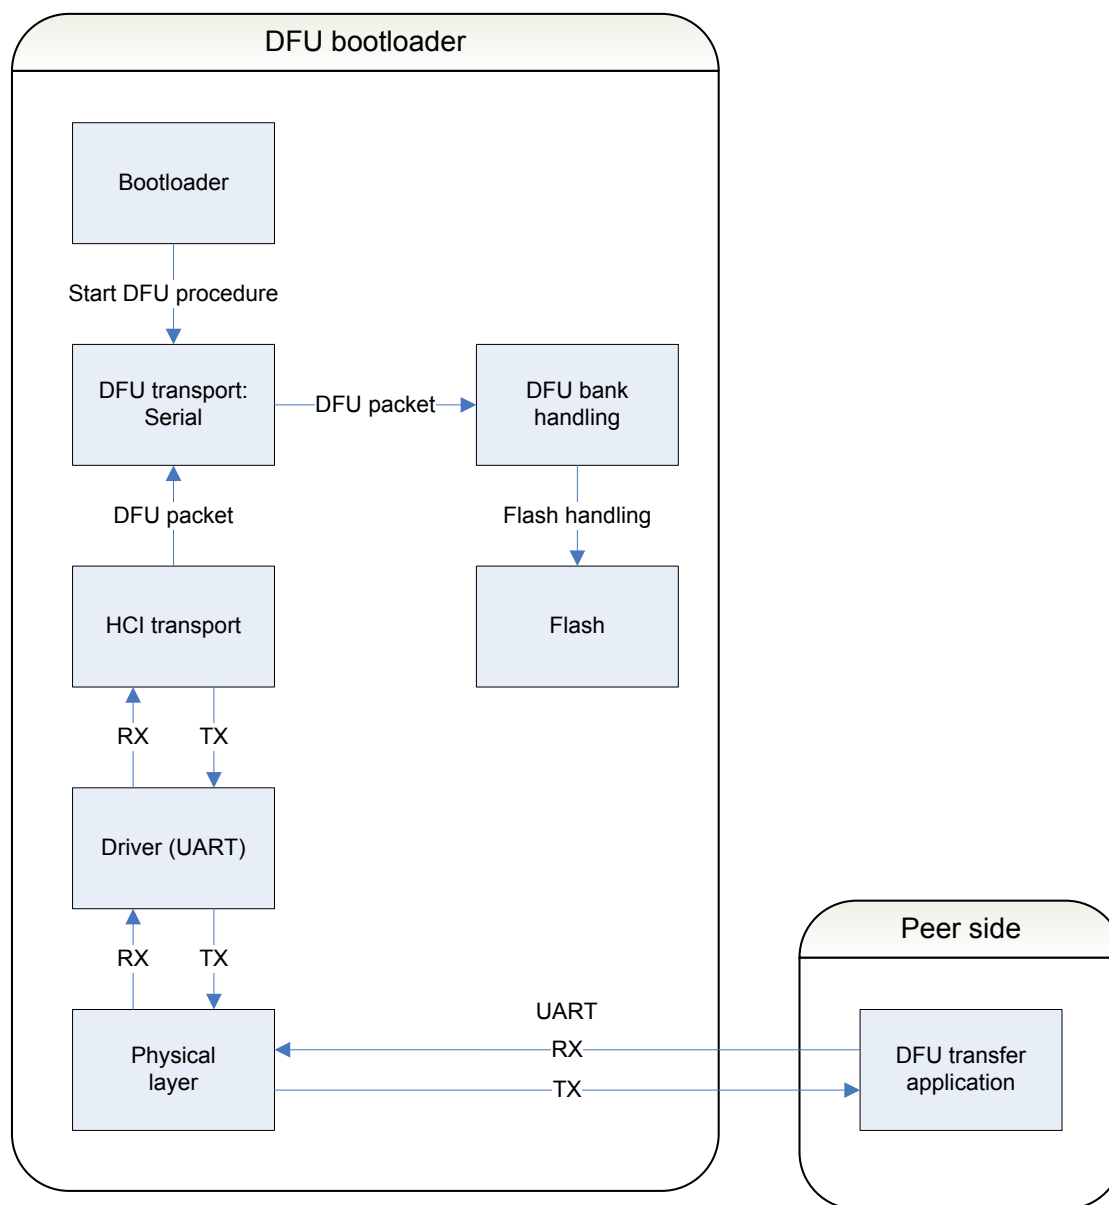 DFU bootloader
Bootloader
Start DFU procedure
DFU transport:
Serial
DFU packet
DFU bank
handling
DFU packet
Flash handling
HCI transport
Flash
RX
TX
Driver (UART)
RX
TX
Peer side
Physical
layer
UART
RX
TX
DFU transfer
application